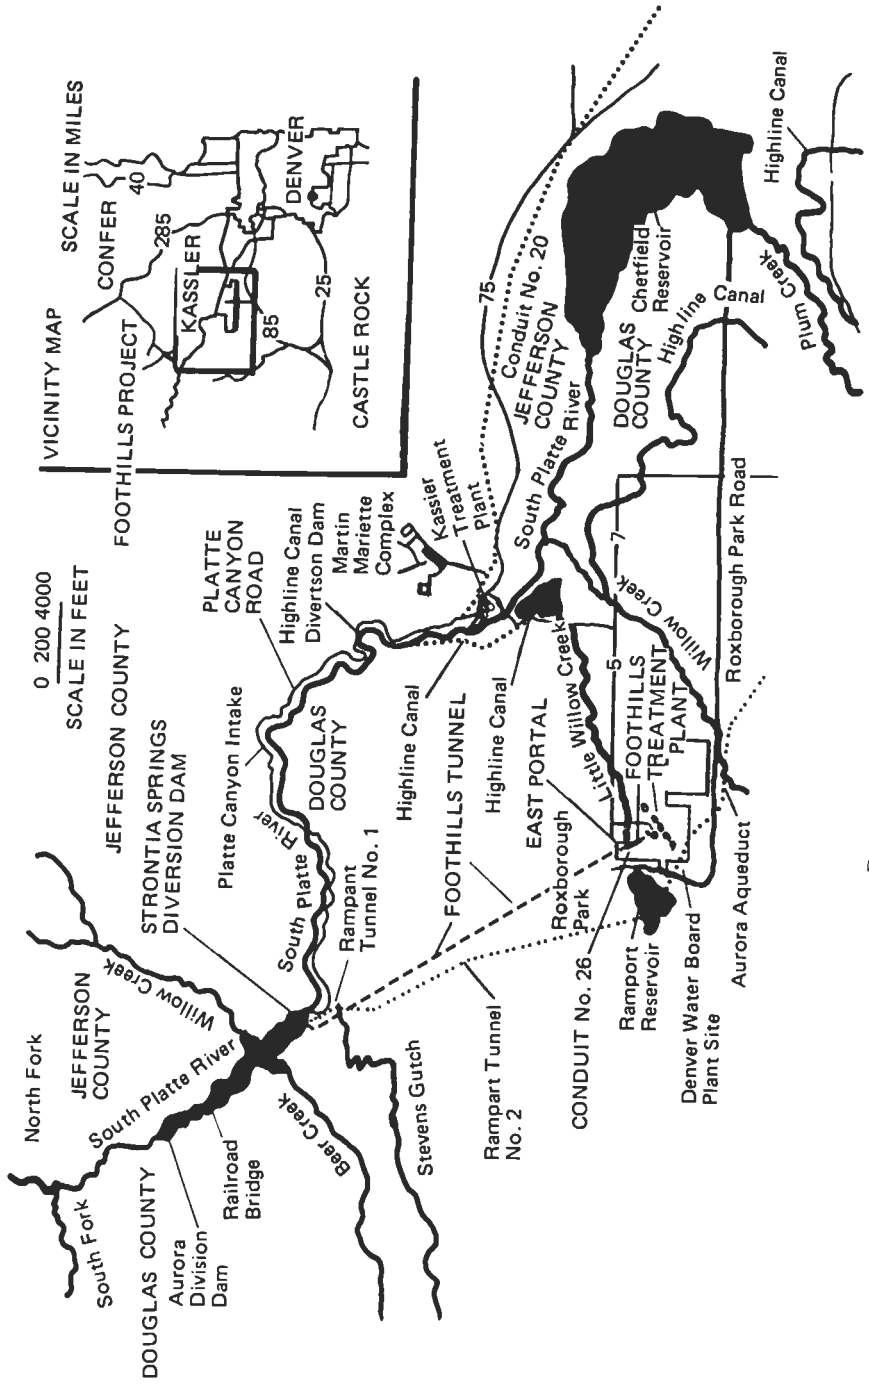 VICINITY MAP
SCALE IN MILES
CONFER
40
285
KASSLER
DENVER
85
25
CASTLE ROCK
FOOTHILLS PROJECT
0 200 4000
SCALE IN FEET
North Fork
JEFFERSON
COUNTY
Willow Creek
South Platte River
South Fork
DOUGLAS COUNTY
Aurora
Division
Dam
Railroad
Bridge
Beer Creek
Stevens Gutch
JEFFERSON COUNTY
STRONTIA SPRINGS
DIVERSION DAM
South Platte
River
Platte Canyon Intake
PLATTE
CANYON
ROAD
Highline Canal
Divertson Dam
Martin
Mariette
Complex
Kassier
Treatment
Plant
DOUGLAS
COUNTY
Rampant
Tunnel No. 1
Highline Canal
FOOTHILLS TUNNEL
Highline Canal
EAST PORTAL
Rampart Tunnel
No. 2
Roxborough
Park
Little Willow Creek
CONDUIT No. 26
Ramport
Reservoir
Denver Water Board
Plant Site
Aurora Aqueduct
FOOTHILLS
TREATMENT
PLANT
5
7
Willow Creek
Roxborough Park Road
75
Conduit No. 20
JEFFERSON
COUNTY
South Platte
River
DOUGLAS
COUNTY
Chetfield
Reservoir
Highline Canal
Plum Creek
Highline Canal